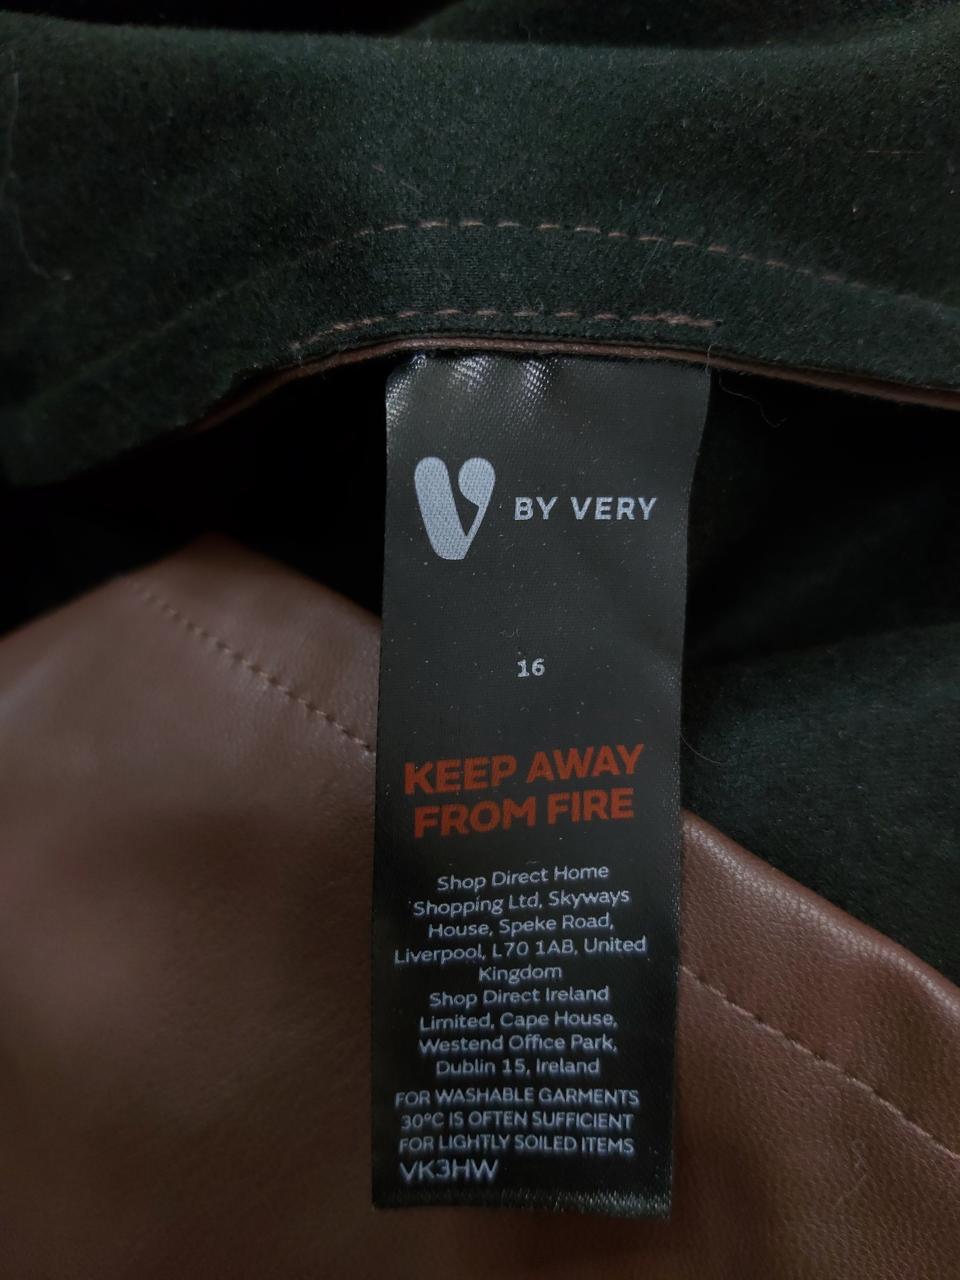 V BY VERY
16
KEEP AWAY
FROM FIRE
Shop Direct Home
Shopping Ltd, Skyways
House, Speke Road,
Liverpool, L70 1AB, United
Kingdom
Shop Direct Ireland
Limited, Cape House,
Westend Office Park,
Dublin 15, Ireland
FOR WASHABLE GARMENTS
30°C IS OFTEN SUFFICIENT
FOR LIGHTLY SOILED ITEMS
VK3HW